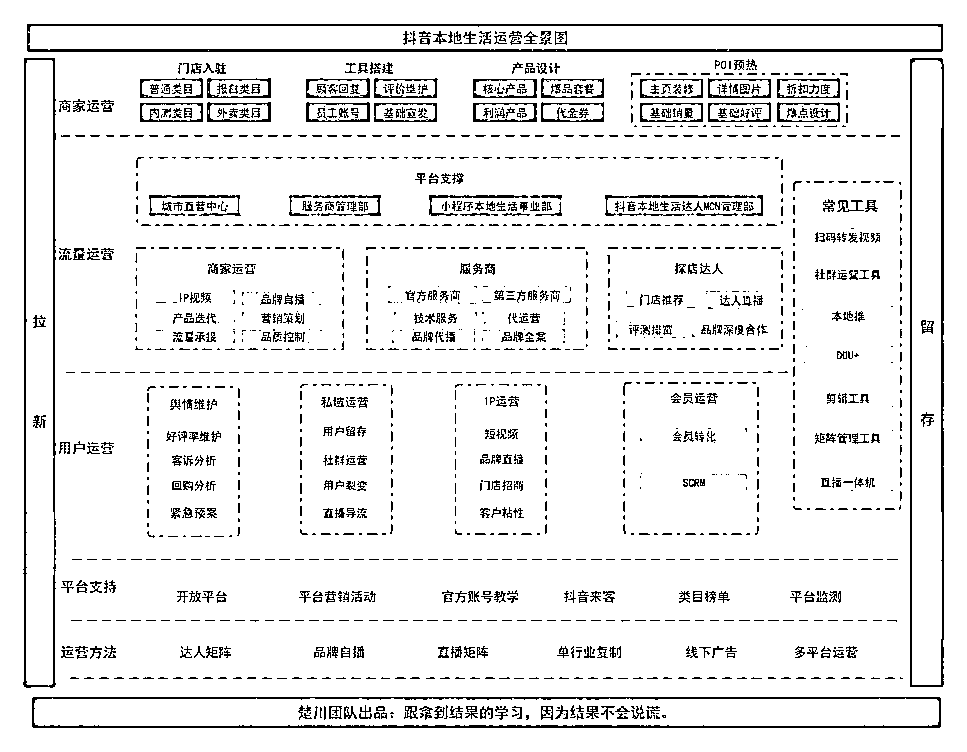 抖音本地生活运营全景图
门店入驻 工具搭建 产品设计 POI预热
商家运营
普通类目 报白类目 顾客回复 评价维护 核心产品 爆品套餐 主页装修 详情图片 折扣力度
内测类目 外卖类目 员工账号 基础宣发 利润产品 代金券 基础销量 基础好评 爆点设计
平台支撑
城市直营中心 服务商管理部 小程序本地生活事业部 抖音本地生活达人MCN管理部
流量运营
商家运营 服务商 探店达人
IP视频 品牌自播 官方服务商 第三方服务商 门店推荐 达人直播
产品迭代 营销策划 技术服务 代运营
流量承接 品质控制 品牌代播 品牌全案 评测措施 品牌深度合作
常见工具
扫码转发视频
社群运营工具
本地推
DOU+
剪辑工具
矩阵管理工具
直播一体机
拉新
留存
用户运营
舆情维护 私域运营 IP运营 会员运营
好评率维护 用户留存 短视频 会员转化
客诉分析 社群运营 品牌直播
回购分析 用户裂变 门店招商 SCRM
紧急预案 直播导流 客户粘性
平台支持
开放平台 平台营销活动 官方账号教学 抖音来客 类目榜单 平台监测
运营方法
达人矩阵 品牌自播 直播矩阵 单行业复制 线下广告 多平台运营
楚川团队出品：跟拿到结果的学习，因为结果不会说谎。